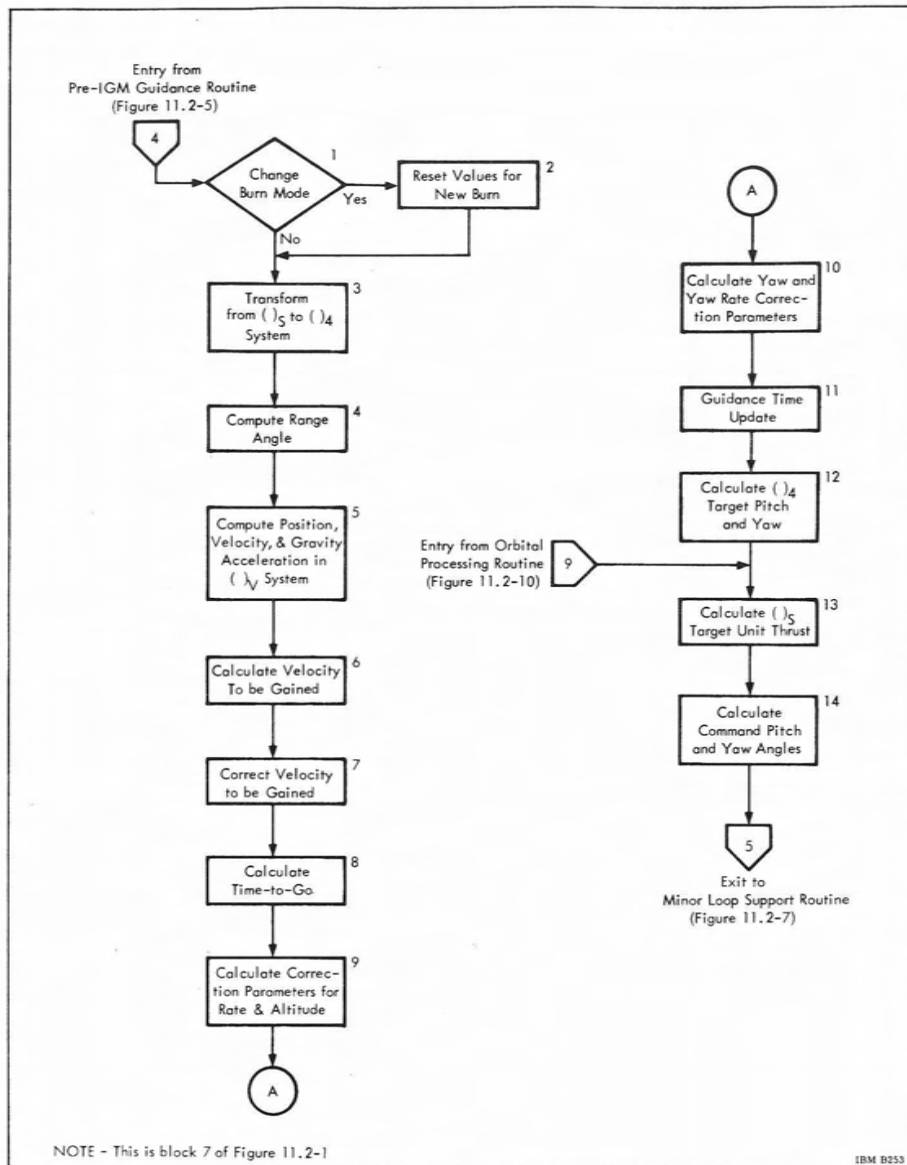 Entry from
Pre-IGM Guidance Routine
(Figure 11.2-5)
4
1
Change
Burn Mode
Yes
No
2
Reset Values for
New Burn
3
Transform
from ( )S to ( )4
System
4
Compute Range
Angle
5
Compute Position,
Velocity, & Gravity
Acceleration in
( )V System
6
Calculate Velocity
To be Gained
7
Correct Velocity
to be Gained
8
Calculate
Time-to-Go
9
Calculate Correc-
tion Parameters for
Rate & Altitude
A
A
10
Calculate Yaw and
Yaw Rate Correc-
tion Parameters
11
Guidance Time
Update
12
Calculate ( )4
Target Pitch
and Yaw
Entry from Orbital
Processing Routine
(Figure 11.2-10)
9
13
Calculate ( )S
Target Unit Thrust
14
Calculate
Command Pitch
and Yaw Angles
5
Exit to
Minor Loop Support Routine
(Figure 11.2-7)
NOTE - This is block 7 of Figure 11.2-1
IBM B253